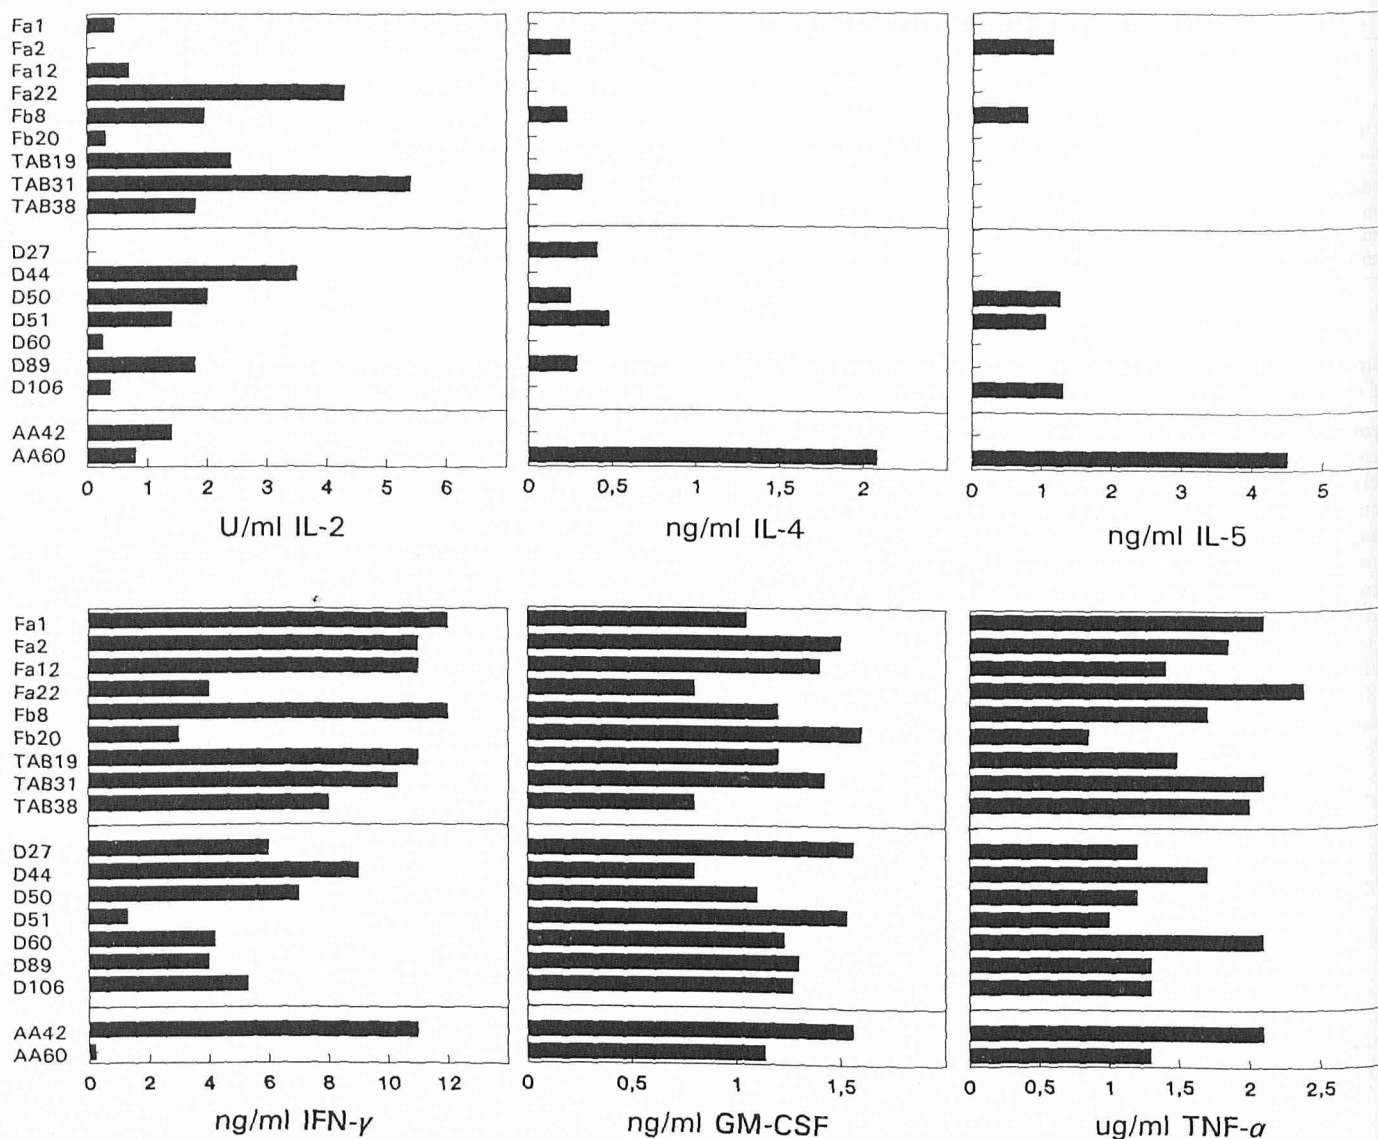 Fa1
Fa2
Fa12
Fa22
Fb8
Fb20
TAB19
TAB31
TAB38
D27
D44
D50
D51
D60
D89
D106
AA42
AA60
0 1 2 3 4 5 6
U/ml IL-2
0 0,5 1 1,5 2
ng/ml IL-4
0 1 2 3 4 5
ng/ml IL-5
Fa1
Fa2
Fa12
Fa22
Fb8
Fb20
TAB19
TAB31
TAB38
D27
D44
D50
D51
D60
D89
D106
AA42
AA60
0 2 4 6 8 10 12
ng/ml IFN-γ
0 0,5 1 1,5
ng/ml GM-CSF
0 0,5 1 1,5 2 2,5
ug/ml TNF-α